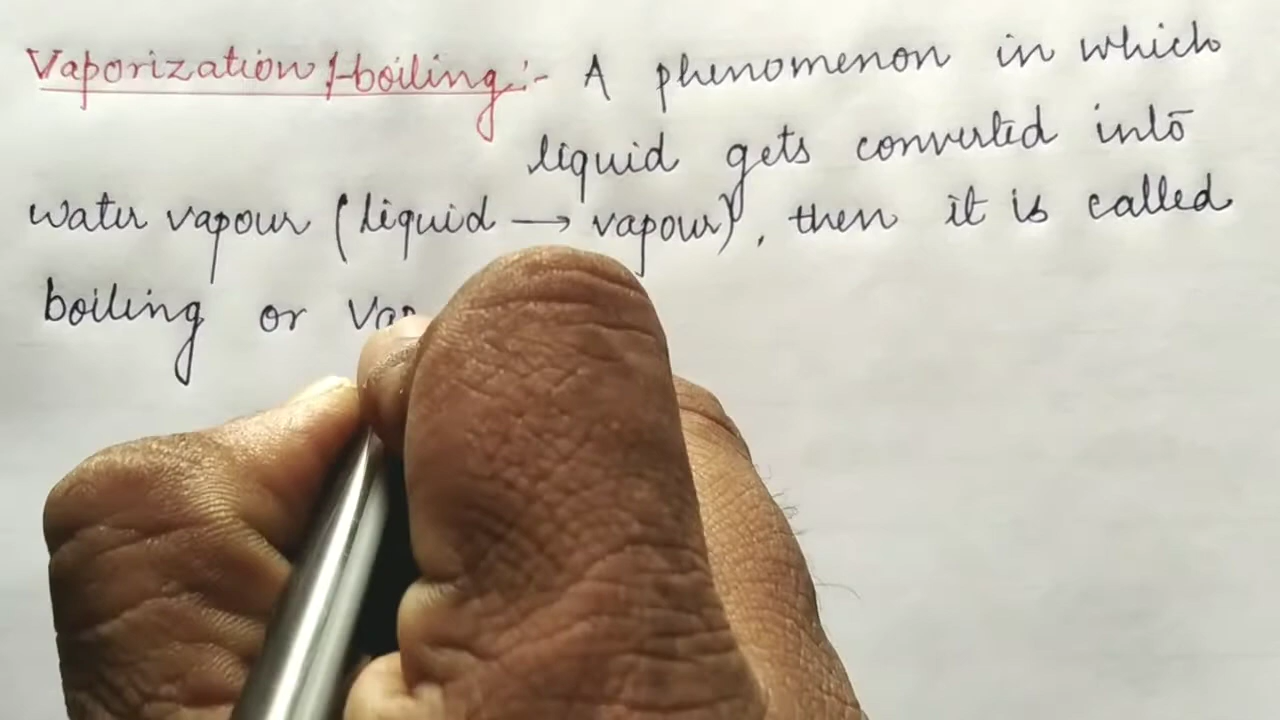 Vaporization/boiling:- A phenomenon in which
liquid gets converted into
water vapour (liquid → vapour), then it is called
boiling or Vap